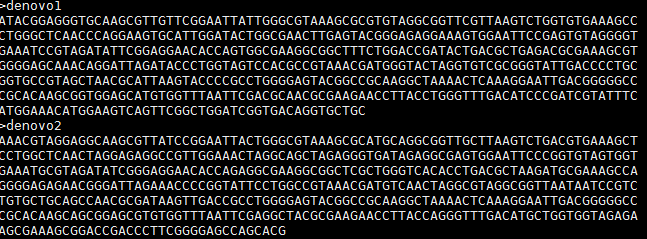 >denovo1
ATACGGAGGGTGCAAGCGTTGTTCGGAATTATTGGGCGTAAAGCGCGTGTAGGCGGTTCGTTAAGTCTGGTGTGAAAGCC
CTGGGCTCAACCCAGGAAGTGCATTGGATACTGGCGAACTTGAGTACGGGAGAGGAAAGTGGAATTCCGAGTGTAGGGGT
GAAATCCGTAGATATTCGGAGGAACACCAGTGGCGAAGGCGGCTTTCTGGACCGATACTGACGCTGAGACGCGAAAGCGT
GGGGAGCAAACAGGATTAGATACCCTGGTAGTCCACGCCGTAAACGATGGGTACTAGGTGTCGCGGGTATTGACCCCTGC
GGTGCCGTAGCTAACGCATTAAGTACCCCGCCTGGGGAGTACGGCCGCAAGGCTAAAACTCAAAGGAATTGACGGGGGCC
CGCACAAGCGGTGGAGCATGTGGTTTAATTCGACGCAACGCGAAGAACCTTACCTGGGTTTGACATCCCGATCGTATTTC
ATGGAAACATGGAAGTCAGTTCGGCTGGATCGGTGACAGGTGCTGC
>denovo2
AAACGTAGGAGGCAAGCGTTATCCGGAATTACTGGGCGTAAAGCGCATGCAGGCGGTTGCTTAAGTCTGACGTGAAAGCT
CCTGGCTCAACTAGGAGAGGCCGTTGGAAACTAGGCAGCTAGAGGGTGATAGAGGCGAGTGGAATTCCCGGTGTAGTGGT
GAAATGCGTAGATATCGGGAGGAACACCAGAGGCGAAGGCGGCTCGCTGGGTCACACCTGACGCTAAGATGCGAAAGCCA
GGGGAGAGAACGGGATTAGAAACCCCGGTATTCCTGGCCGTAAACGATGTCAACTAGGCGTAGGCGGTTAATAATCCGTC
TGTGCTGCAGCCAACGCGATAAGTTGACCGCCTGGGGAGTACGGCCGCAAGGCTAAAACTCAAAGGAATTGACGGGGGCC
CGCACAAGCAGCGGAGCGTGTGGTTTAATTCGAGGCTACGCGAAGAACCTTACCAGGGTTTGACATGCTGGTGGTAGAGA
AGCGAAAGCGGACCGACCCTTCGGGGAGCCAGCACG